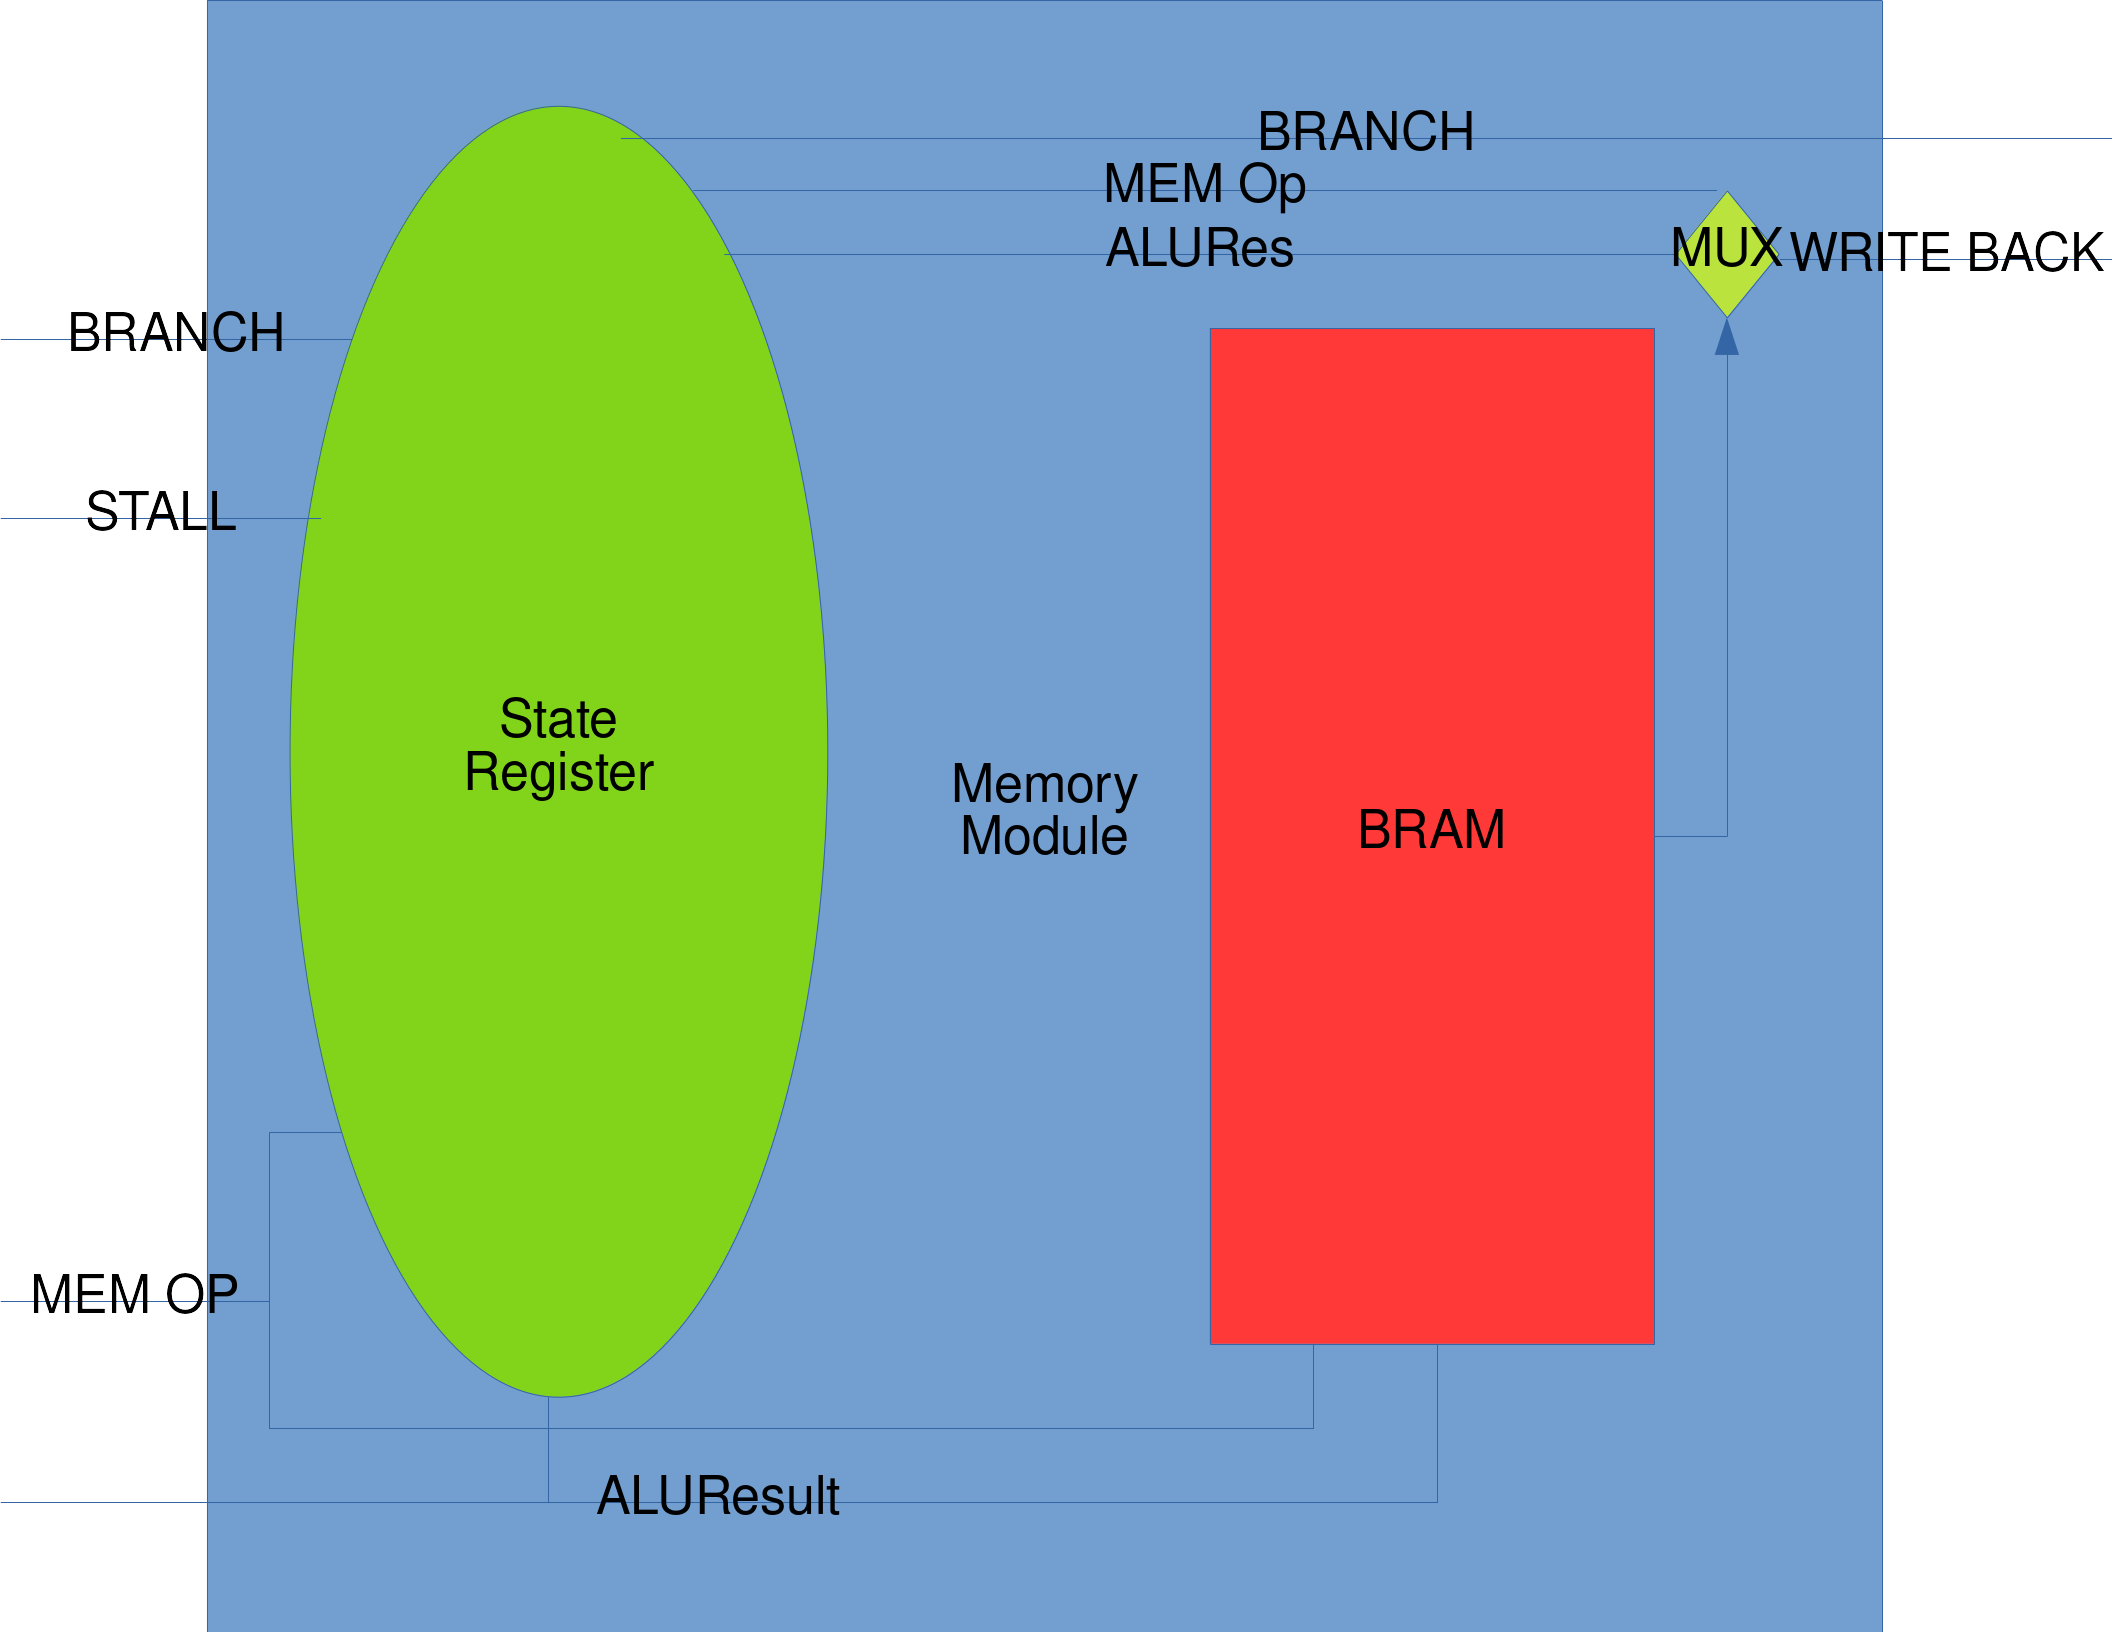 BRANCH
MEM Op
ALURes
MUX
WRITE BACK
BRANCH
STALL
State
Register
Memory
Module
BRAM
MEM OP
ALUResult